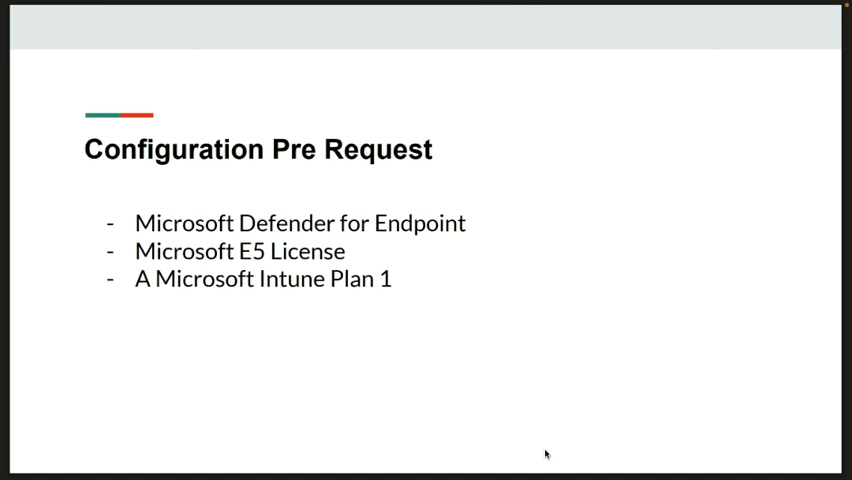 Configuration Pre Request
- Microsoft Defender for Endpoint
- Microsoft E5 License
- A Microsoft Intune Plan 1